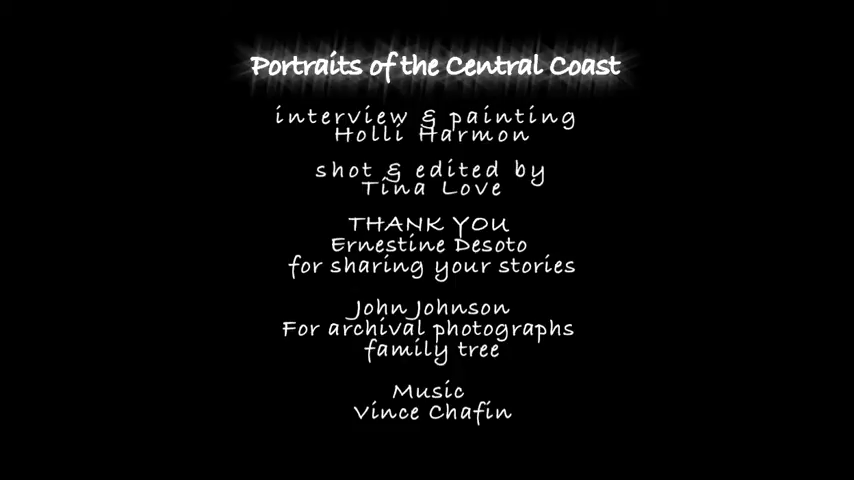 Portraits of the Central Coast
interview & painting
Holli Harmon
shot & edited by
Tina Love
THANK YOU
Ernestine Desoto
for sharing your stories
John Johnson
For archival photographs
family tree
Music
Vince Chafin